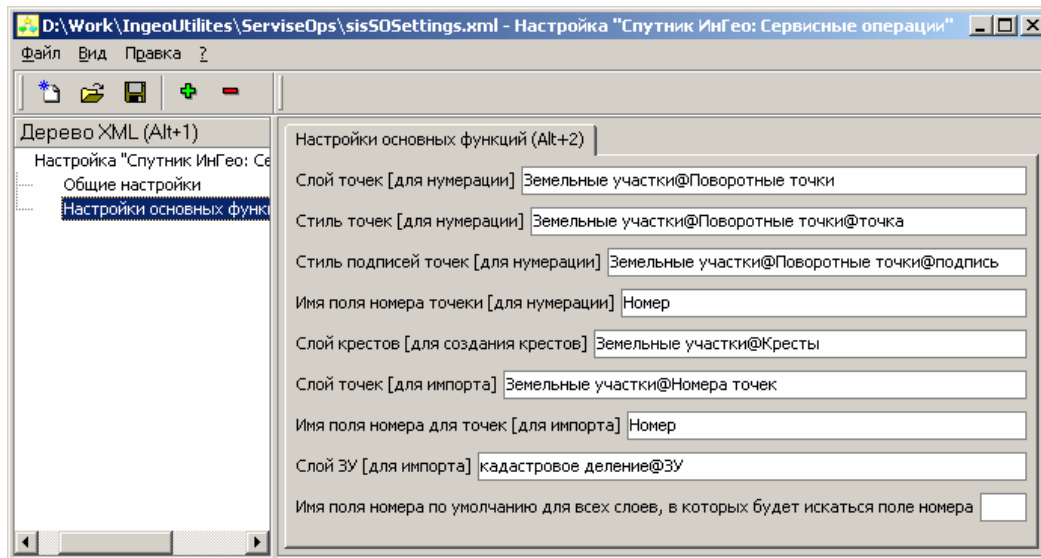 D:\Work\IngeoUtilites\ServiseOps\sisSOSettings.xml - Настройка "Спутник ИнГео: Сервисные операции"
Файл Вид Правка ?
Дерево XML (Alt+1)
Настройка "Спутник ИнГео: Се
Общие настройки
Настройки основных функ
Настройки основных функций (Alt+2)
Слой точек [для нумерации] Земельные участки@Поворотные точки
Стиль точек [для нумерации] Земельные участки@Поворотные точки@точка
Стиль подписей точек [для нумерации] Земельные участки@Поворотные точки@подпись
Имя поля номера точеки [для нумерации] Номер
Слой крестов [для создания крестов] Земельные участки@Кресты
Слой точек [для импорта] Земельные участки@Номера точек
Имя поля номера для точек [для импорта] Номер
Слой ЗУ [для импорта] кадастровое деление@ЗУ
Имя поля номера по умолчанию для всех слоев, в которых будет искаться поле номера